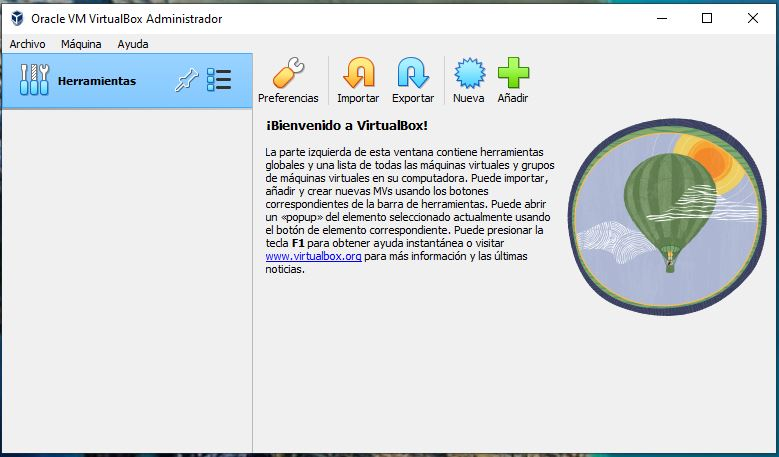 Oracle VM VirtualBox Administrador
Archivo Máquina Ayuda
Herramientas
Preferencias Importar Exportar Nueva Añadir
¡Bienvenido a VirtualBox!
La parte izquierda de esta ventana contiene herramientas
globales y una lista de todas las máquinas virtuales y grupos
de máquinas virtuales en su computadora. Puede importar,
añadir y crear nuevas MVs usando los botones
correspondientes de la barra de herramientas. Puede abrir
un «popup» del elemento seleccionado actualmente usando
el botón de elemento correspondiente. Puede presionar la
tecla F1 para obtener ayuda instantánea o visitar
www.virtualbox.org para más información y las últimas
noticias.